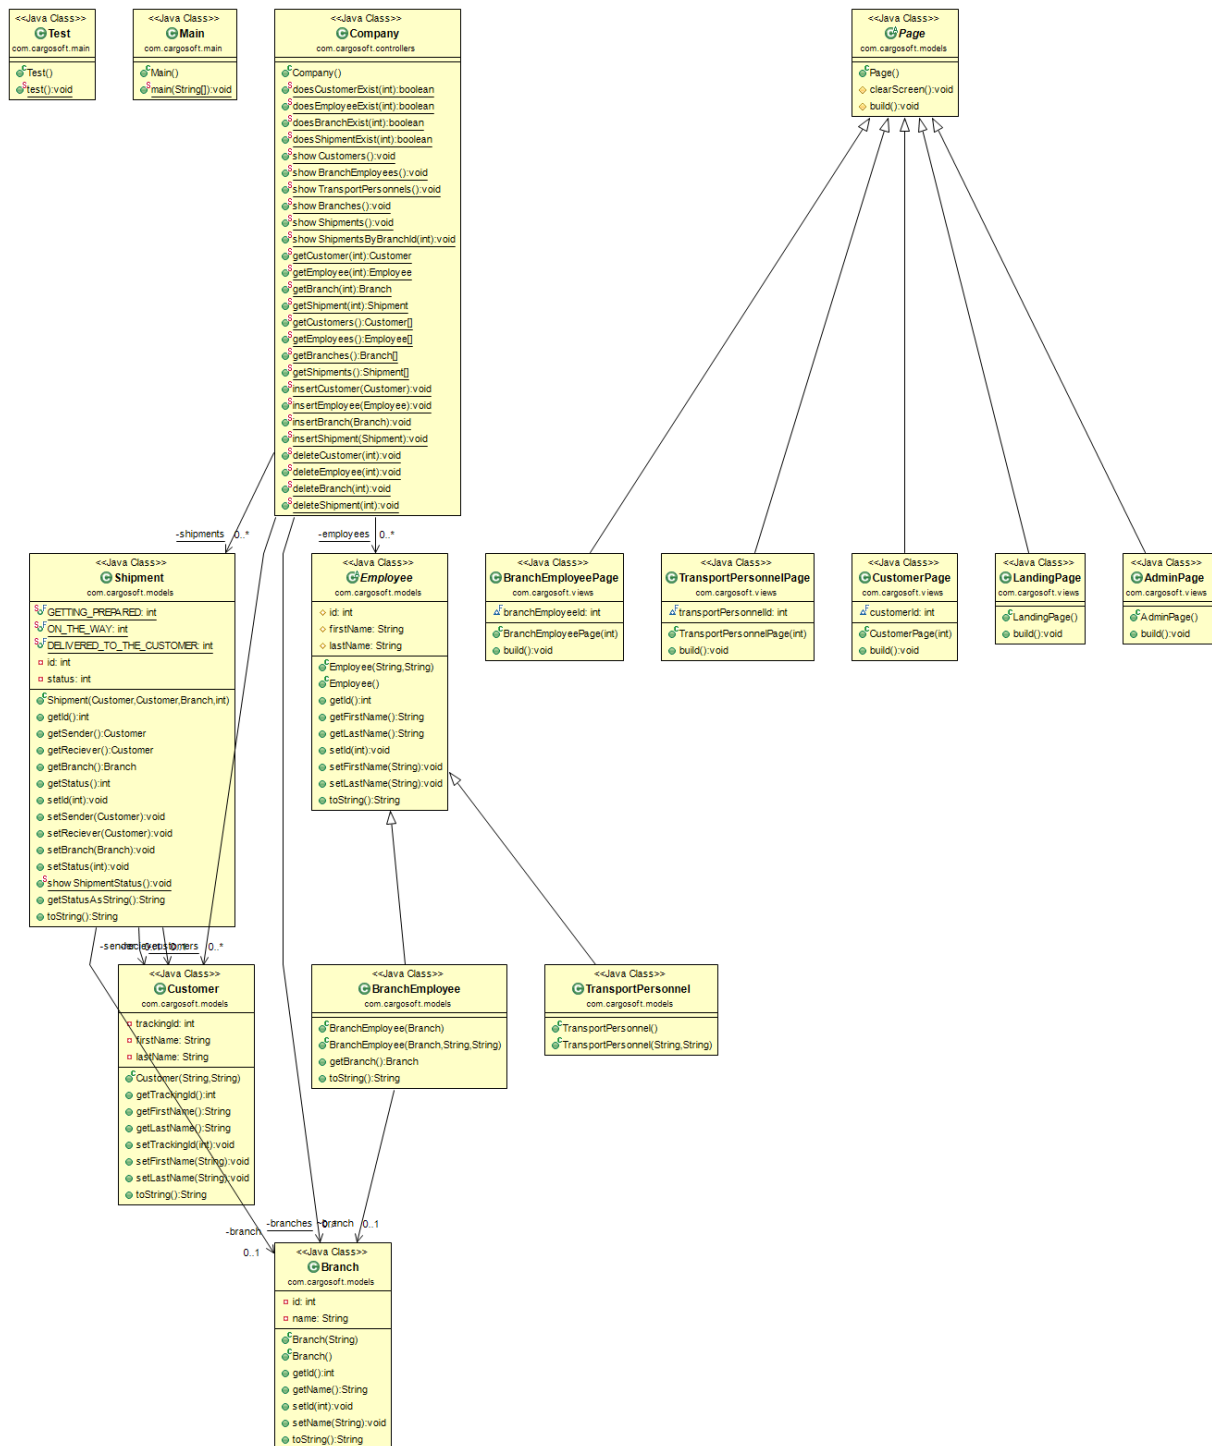 <<Java Class>>
Test
com.cargosoft.main
Test()
test():void
<<Java Class>>
Main
com.cargosoft.main
Main()
main(String[]):void
<<Java Class>>
Company
com.cargosoft.controllers
Company()
doesCustomerExist(int):boolean
doesEmployeeExist(int):boolean
doesBranchExist(int):boolean
doesShipmentExist(int):boolean
showCustomers():void
showBranchEmployees():void
showTransportPersonnels():void
showBranches():void
showShipments():void
showShipmentsByBranchId(int):void
getCustomer(int):Customer
getEmployee(int):Employee
getBranch(int):Branch
getShipment(int):Shipment
getCustomers():Customer[]
getEmployees():Employee[]
getBranches():Branch[]
getShipments():Shipment[]
insertCustomer(Customer):void
insertEmployee(Employee):void
insertBranch(Branch):void
insertShipment(Shipment):void
deleteCustomer(int):void
deleteEmployee(int):void
deleteBranch(int):void
deleteShipment(int):void
<<Java Class>>
Page
com.cargosoft.models
Page()
clearScreen():void
build():void
-shipments 0..*
-employees 0..*
<<Java Class>>
Shipment
com.cargosoft.models
GETTING_PREPARED: int
ON_THE_WAY: int
DELIVERED_TO_THE_CUSTOMER: int
id: int
status: int
Shipment(Customer,Customer,Branch,int)
getId():int
getSender():Customer
getReciever():Customer
getBranch():Branch
getStatus():int
setId(int):void
setSender(Customer):void
setReciever(Customer):void
setBranch(Branch):void
setStatus(int):void
showShipmentStatus():void
getStatusAsString():String
toString():String
<<Java Class>>
Employee
com.cargosoft.models
id: int
firstName: String
lastName: String
Employee(String,String)
Employee()
getId():int
getFirstName():String
getLastName():String
setId(int):void
setFirstName(String):void
setLastName(String):void
toString():String
<<Java Class>>
BranchEmployeePage
com.cargosoft.views
branchEmployeeId: int
BranchEmployeePage(int)
build():void
<<Java Class>>
TransportPersonnelPage
com.cargosoft.views
transportPersonnelId: int
TransportPersonnelPage(int)
build():void
<<Java Class>>
CustomerPage
com.cargosoft.views
customerId: int
CustomerPage(int)
build():void
<<Java Class>>
LandingPage
com.cargosoft.views
LandingPage()
build():void
<<Java Class>>
AdminPage
com.cargosoft.views
AdminPage()
build():void
0..*
<<Java Class>>
Customer
com.cargosoft.models
trackingId: int
firstName: String
lastName: String
Customer(String,String)
getTrackingId():int
getFirstName():String
getLastName():String
setTrackingId(int):void
setFirstName(String):void
setLastName(String):void
toString():String
<<Java Class>>
BranchEmployee
com.cargosoft.models
BranchEmployee(Branch)
BranchEmployee(Branch,String,String)
getBranch():Branch
toString():String
<<Java Class>>
TransportPersonnel
com.cargosoft.models
TransportPersonnel()
TransportPersonnel(String,String)
-branch
0..1
-branches
0..1
<<Java Class>>
Branch
com.cargosoft.models
id: int
name: String
Branch(String)
Branch()
getId():int
getName():String
setId(int):void
setName(String):void
toString():String